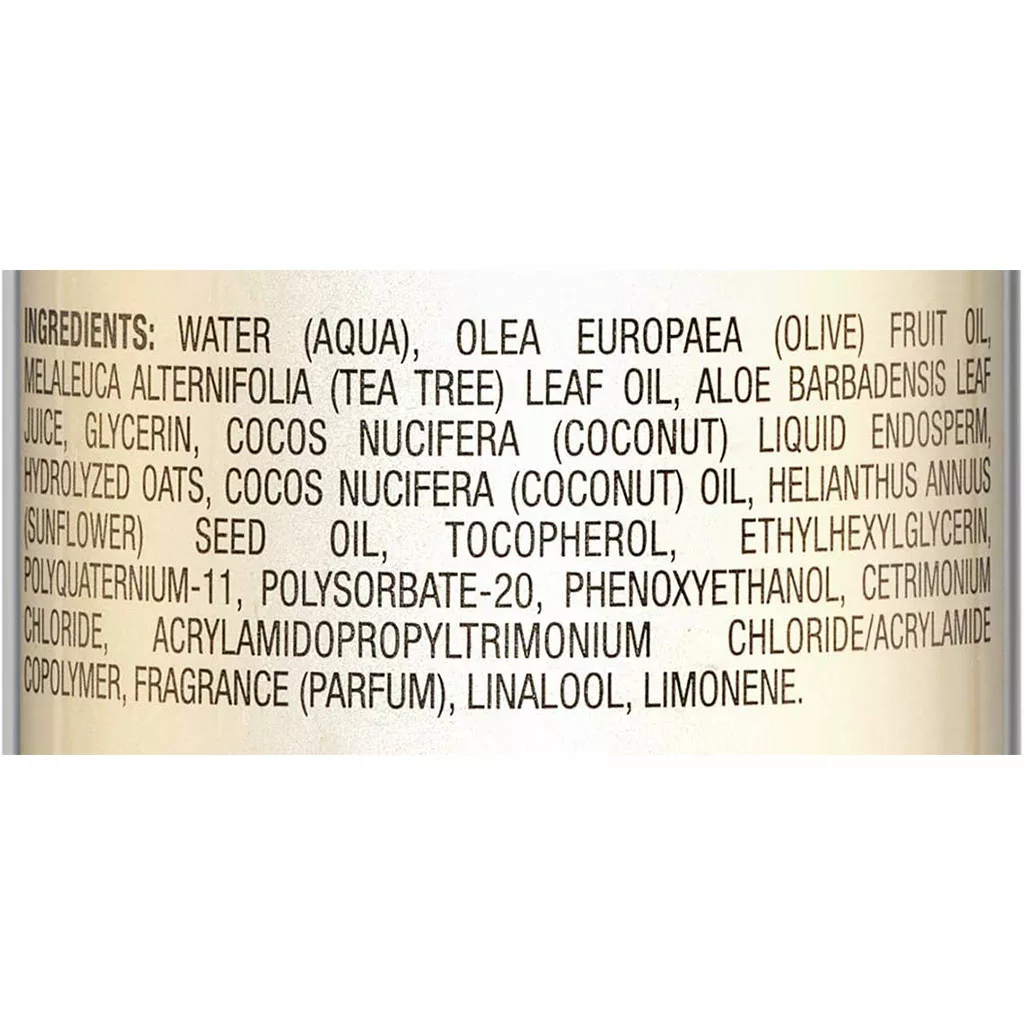 INGREDIENTS: WATER (AQUA), OLEA EUROPAEA (OLIVE) FRUIT OIL,
MELALEUCA ALTERNIFOLIA (TEA TREE) LEAF OIL, ALOE BARBADENSIS LEAF
JUICE, GLYCERIN, COCOS NUCIFERA (COCONUT) LIQUID ENDOSPERM,
HYDROLYZED OATS, COCOS NUCIFERA (COCONUT) OIL, HELIANTHUS ANNUUS
(SUNFLOWER) SEED OIL, TOCOPHEROL, ETHYLHEXYLGLYCERIN,
POLYQUATERNIUM-11, POLYSORBATE-20, PHENOXYETHANOL, CETRIMONIUM
CHLORIDE, ACRYLAMIDOPROPYLTRIMONIUM CHLORIDE/ACRYLAMIDE
COPOLYMER, FRAGRANCE (PARFUM), LINALOOL, LIMONENE.